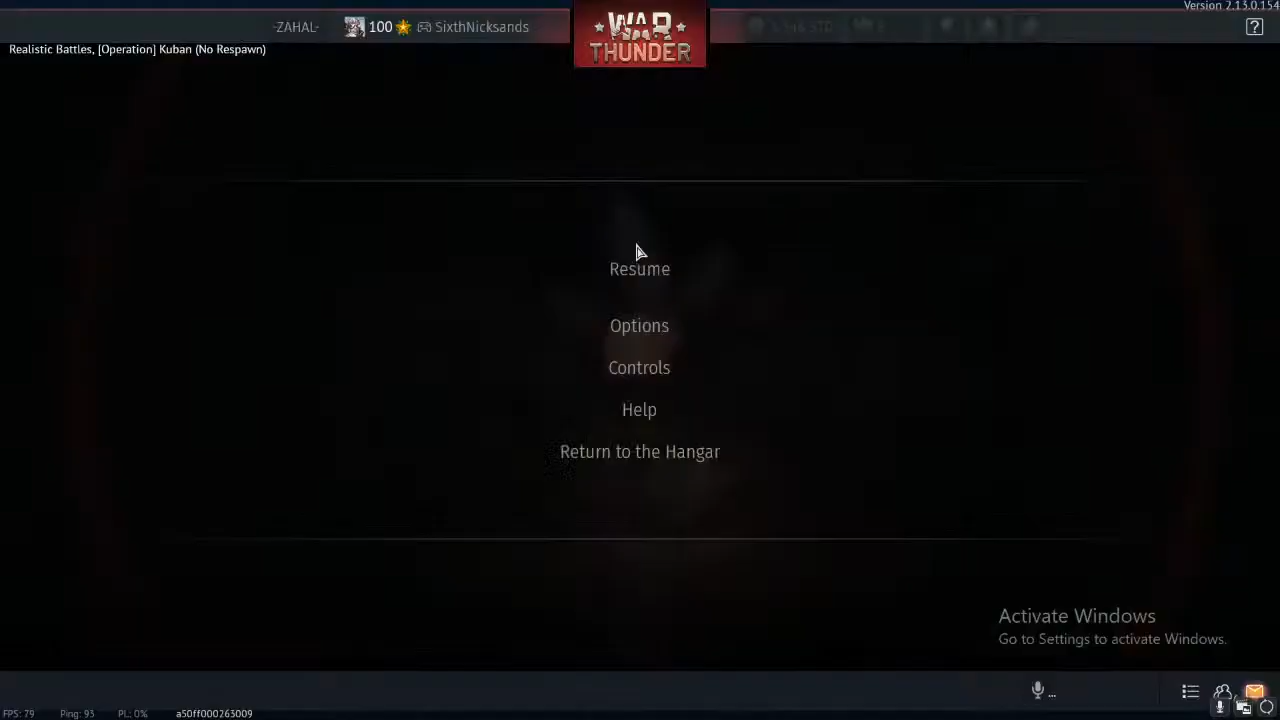 Version 2.13.0.154
-ZAHAL- 100 SixthNicksands
WAR
THUNDER
?
Realistic Battles, [Operation] Kuban (No Respawn)
Resume
Options
Controls
Help
Return to the Hangar
Activate Windows
Go to Settings to activate Windows.
...
FPS: 79 Ping: 93 PL: 0% a50ff000263009